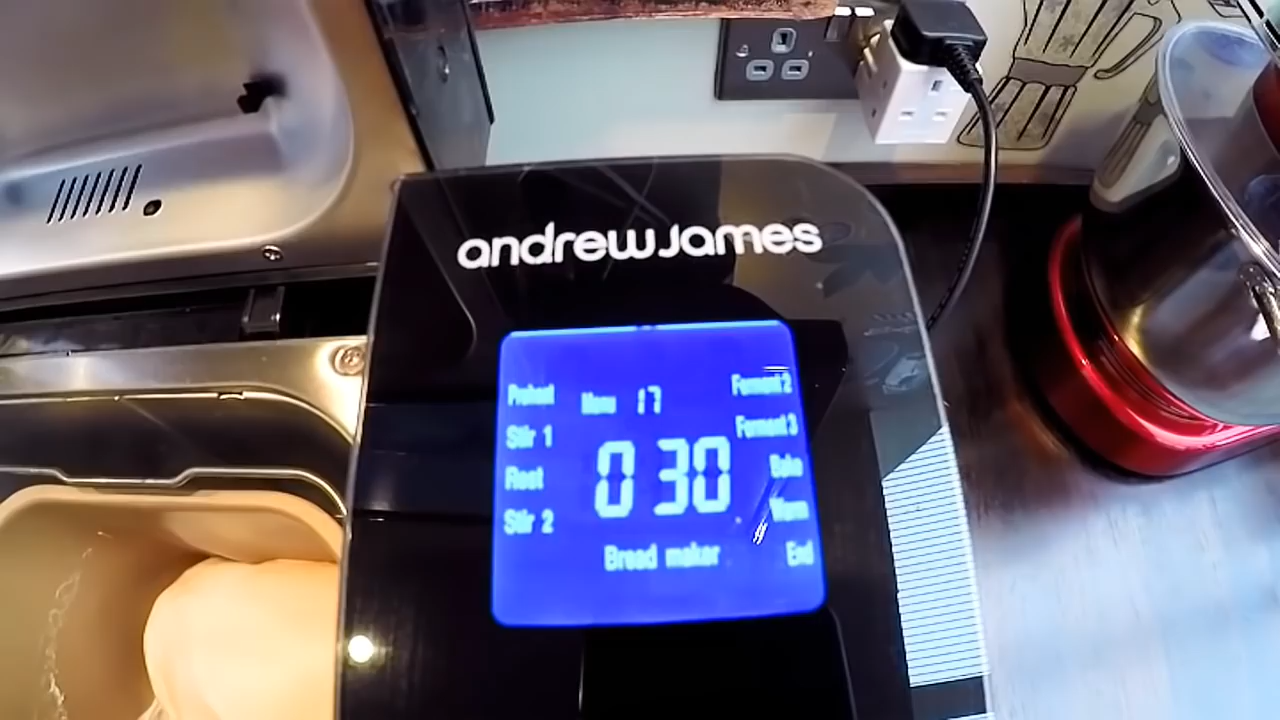 andrew James
Preheat
Menu 17
Ferment 2
Stir 1
Ferment 3
0 30
Rest
Bake
Stir 2
Warm
Bread maker
End